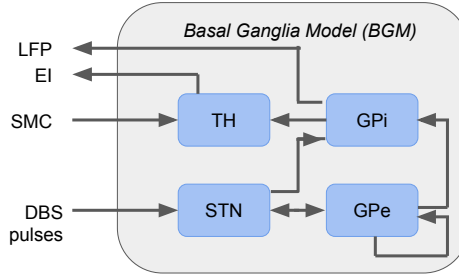 Basal Ganglia Model (BGM)
LFP
EI
SMC
TH
GPi
DBS
pulses
STN
GPe